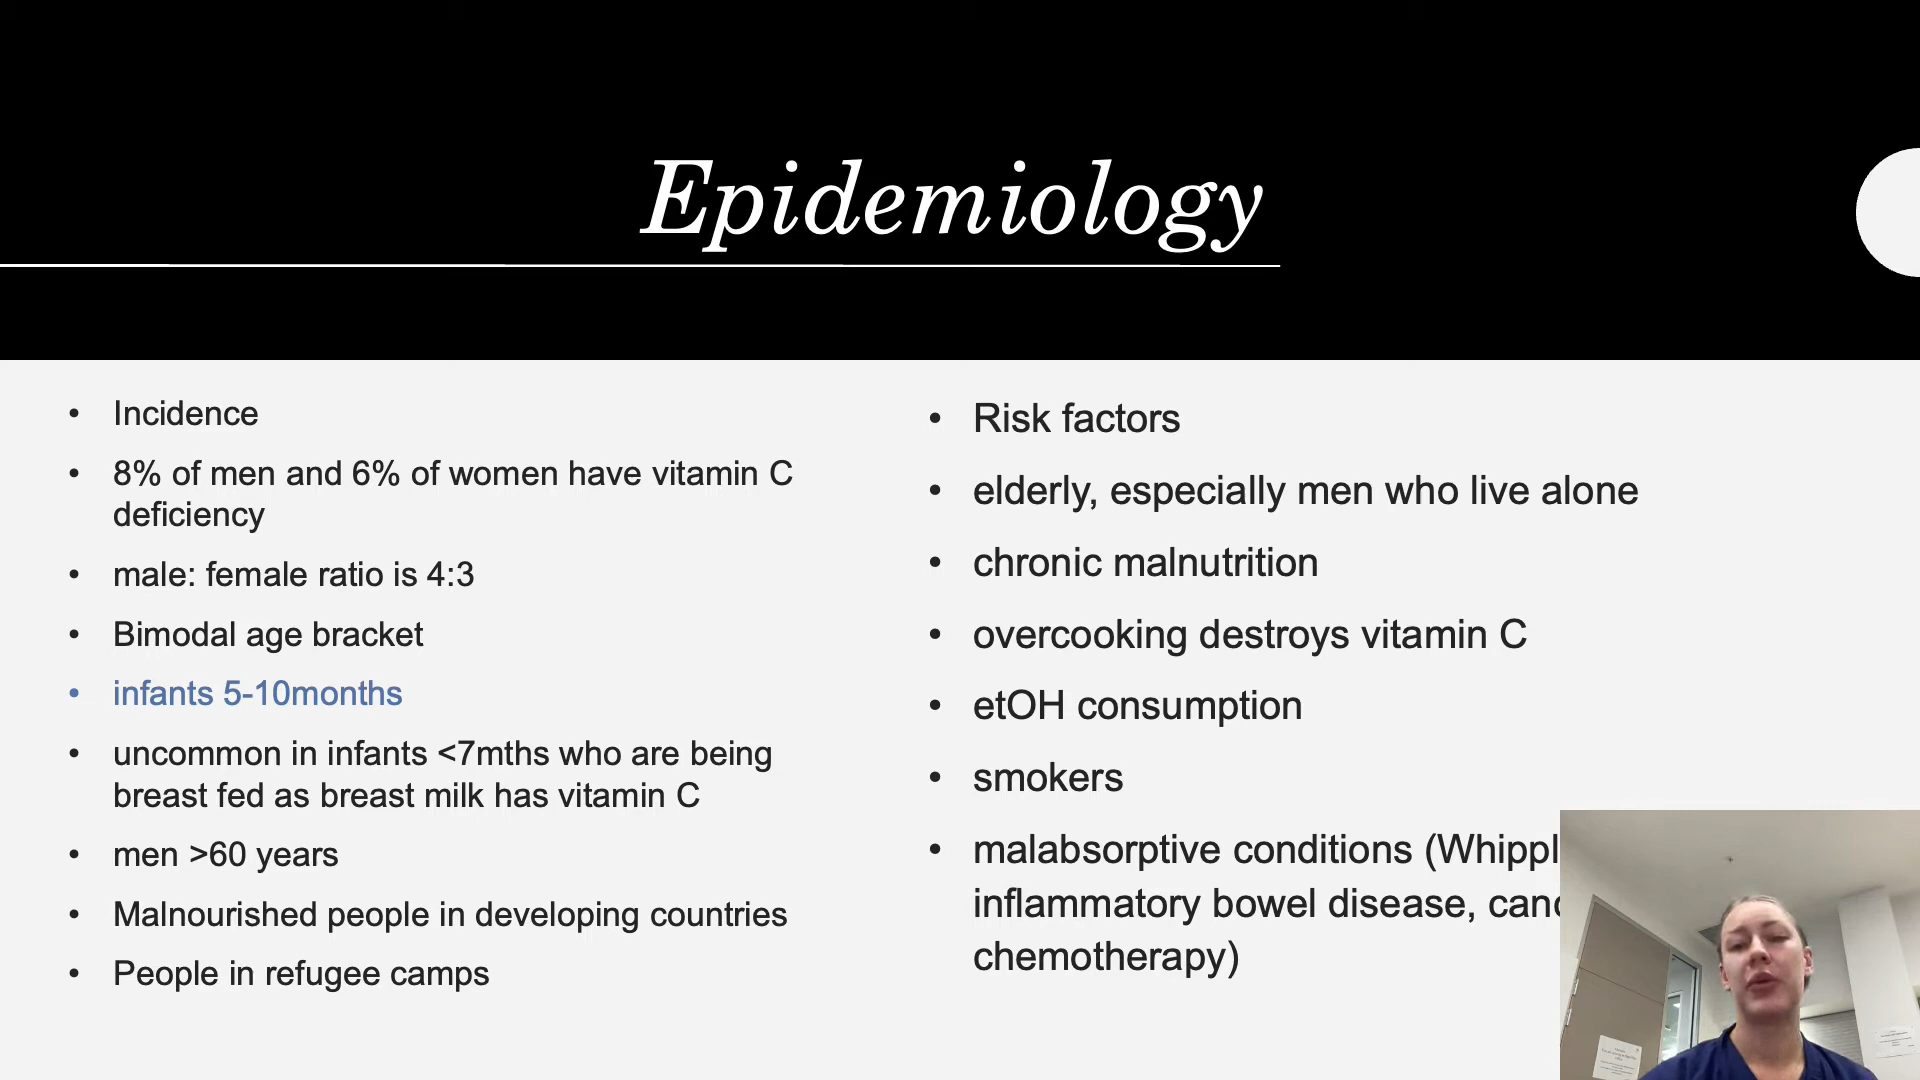 Epidemiology
• Incidence
• 8% of men and 6% of women have vitamin C
deficiency
• male: female ratio is 4:3
• Bimodal age bracket
• infants 5-10months
• uncommon in infants <7mths who are being
breast fed as breast milk has vitamin C
• men >60 years
• Malnourished people in developing countries
• People in refugee camps
• Risk factors
• elderly, especially men who live alone
• chronic malnutrition
• overcooking destroys vitamin C
• etOH consumption
• smokers
• malabsorptive conditions (Whippl
inflammatory bowel disease, canc
chemotherapy)